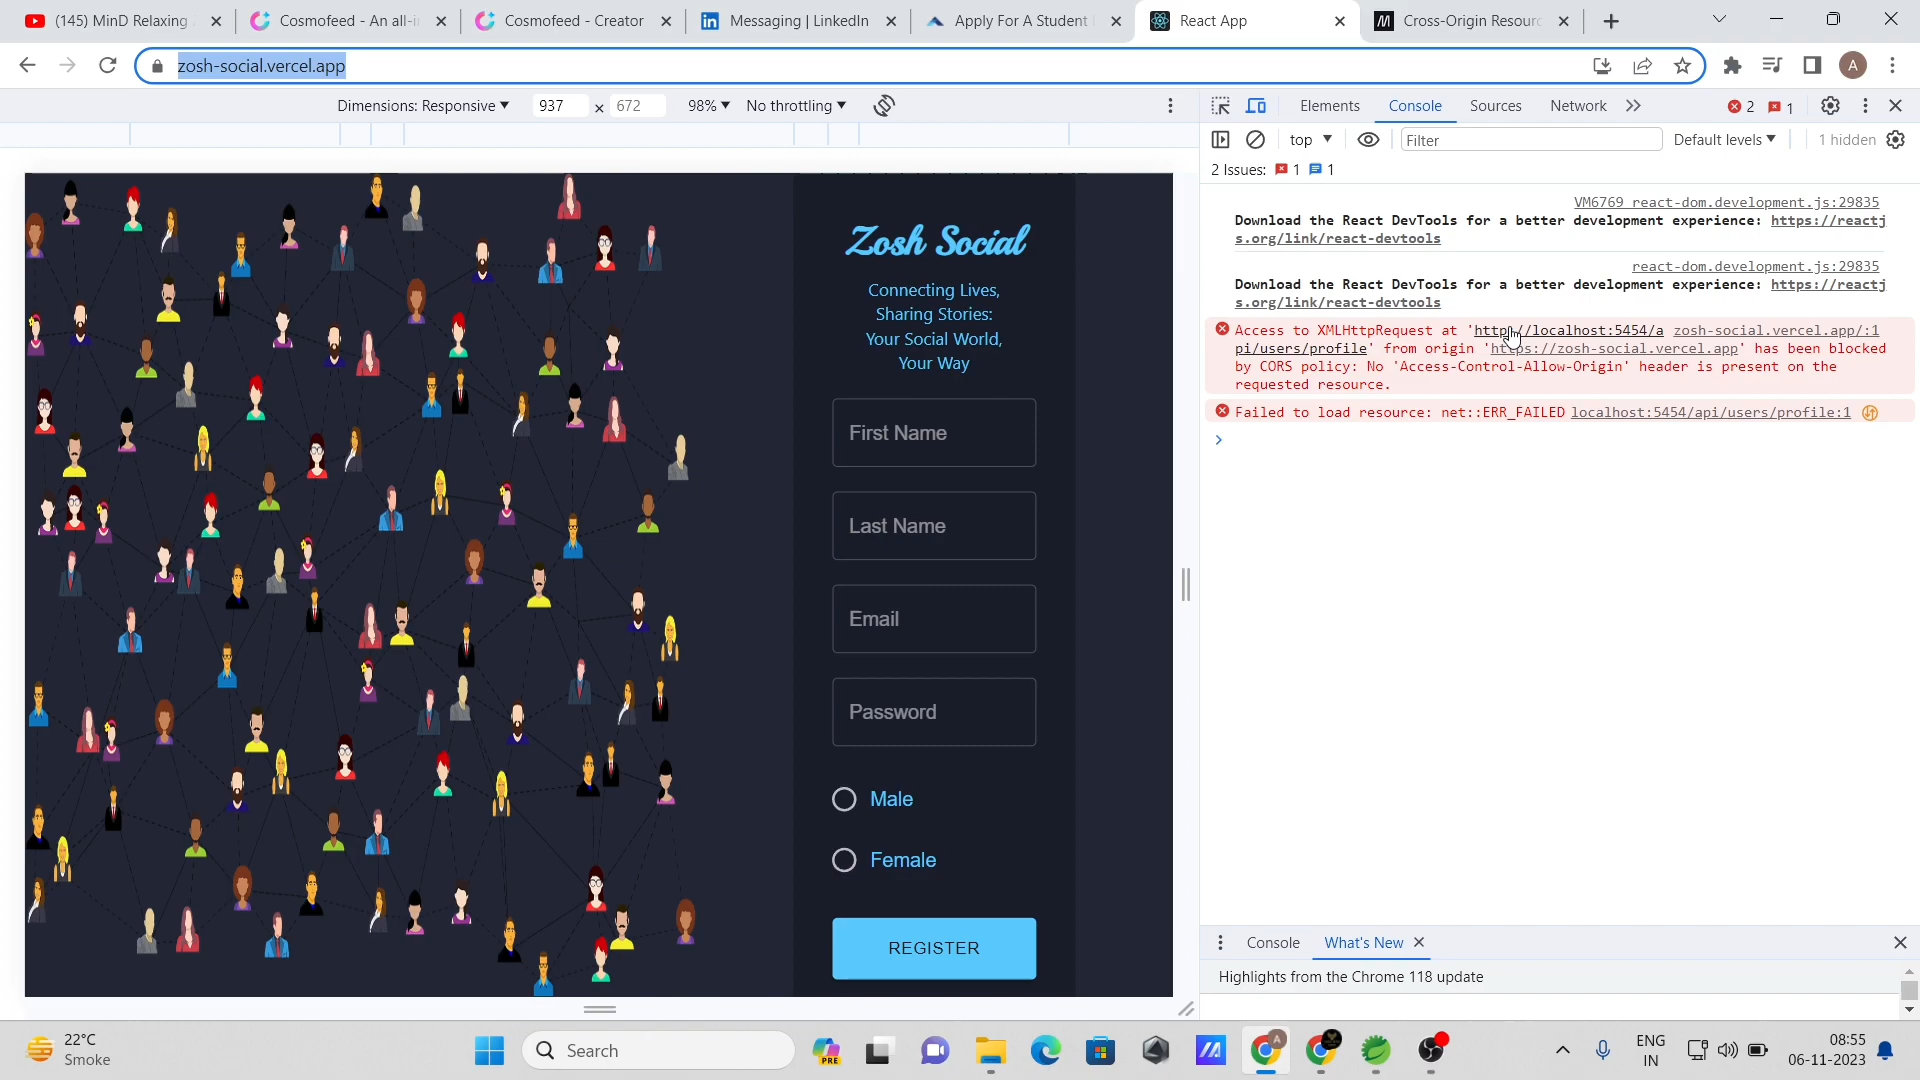 (145) MinD Relaxing
Cosmofeed - An all-i
Cosmofeed - Creator
Messaging | LinkedIn
Apply For A Student
React App
Cross-Origin Resour
zosh-social.vercel.app
A
Dimensions: Responsive
937 × 672
98%
No throttling
Elements
Console
Sources
Network
2
1
top
Filter
Default levels
1 hidden
2 Issues: 1 1
VM6769 react-dom.development.js:29835
Download the React DevTools for a better development experience: https://reactj
s.org/link/react-devtools
react-dom.development.js:29835
Download the React DevTools for a better development experience: https://reactj
s.org/link/react-devtools
Access to XMLHttpRequest at 'http://localhost:5454/a zosh-social.vercel.app/:1
pi/users/profile' from origin 'https://zosh-social.vercel.app' has been blocked
by CORS policy: No 'Access-Control-Allow-Origin' header is present on the
requested resource.
Failed to load resource: net::ERR_FAILED localhost:5454/api/users/profile:1
Zosh Social
Connecting Lives,
Sharing Stories:
Your Social World,
Your Way
First Name
Last Name
Email
Password
Male
Female
REGISTER
Console
What's New
Highlights from the Chrome 118 update
22°C
Smoke
Search
PRE
A
ENG
IN
08:55
06-11-2023